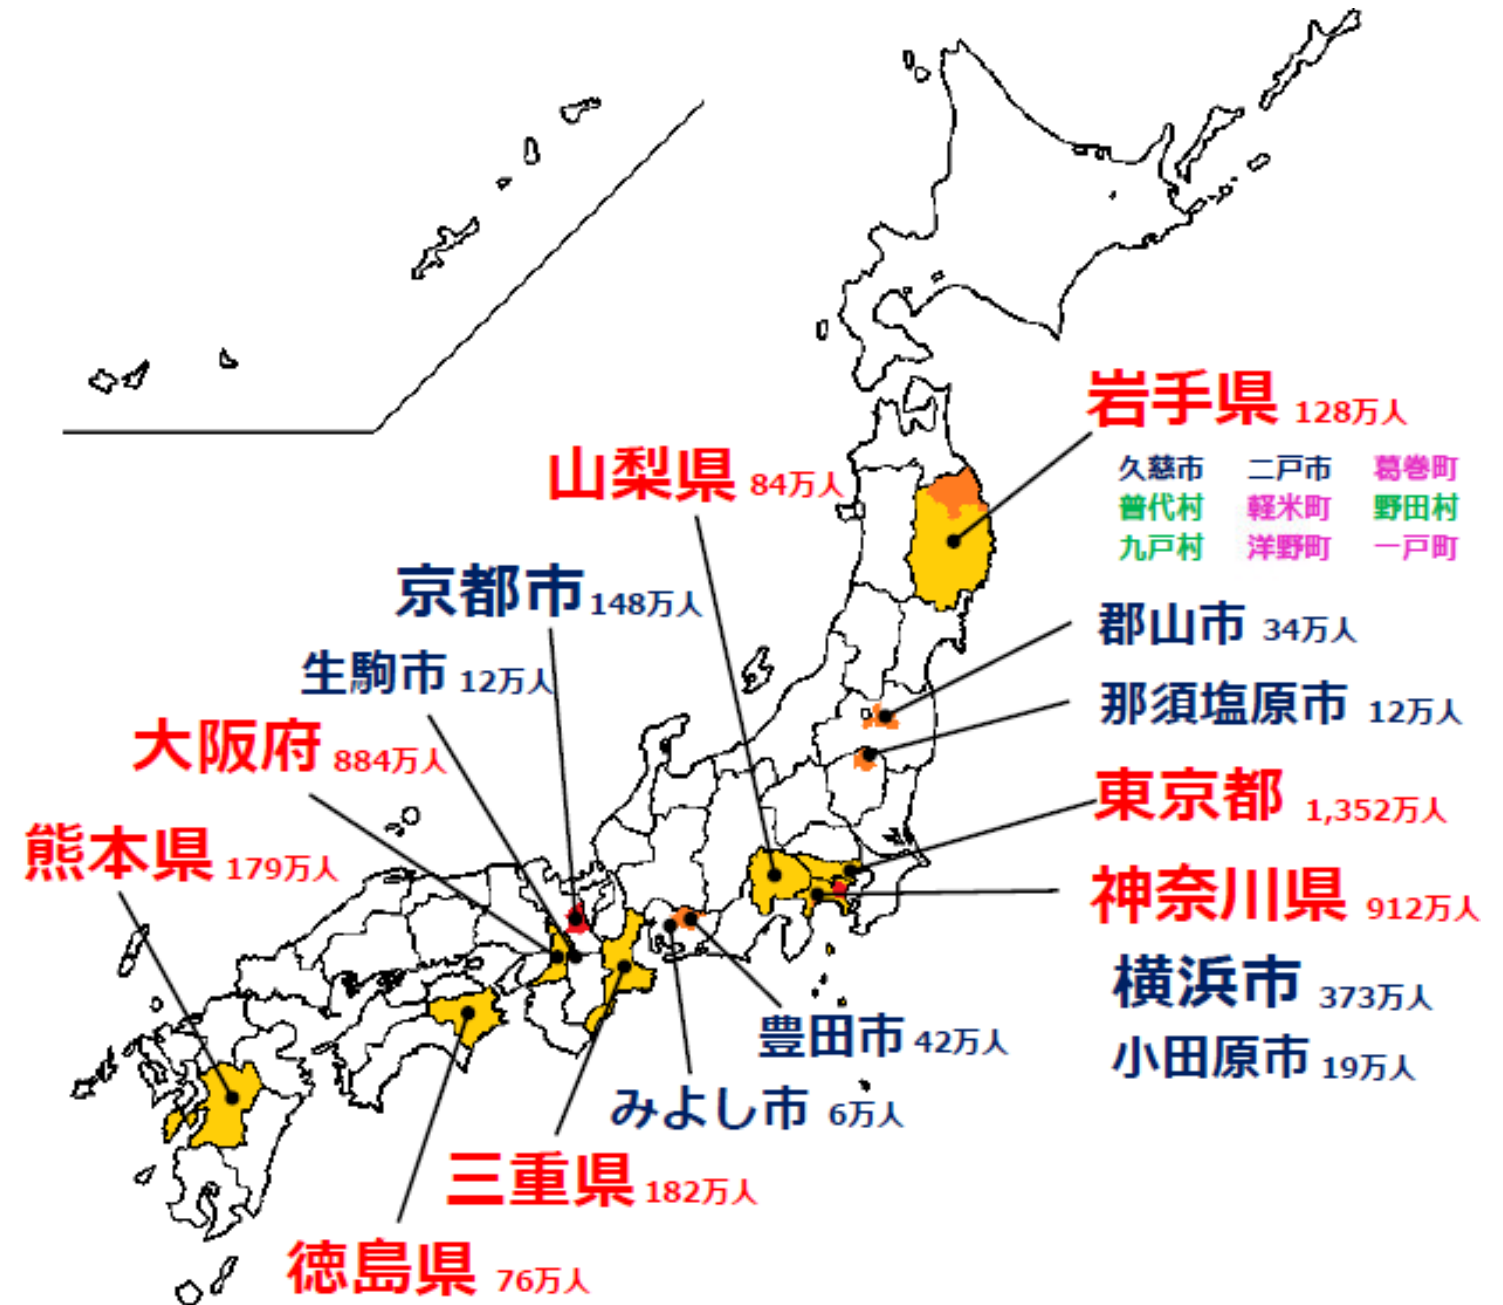 岩手県 128万人
久慈市 二戸市 葛巻町
普代村 軽米町 野田村
九戸村 洋野町 一戸町
山梨県 84万人
京都市 148万人
郡山市 34万人
生駒市 12万人
那須塩原市 12万人
大阪府 884万人
東京都 1,352万人
熊本県 179万人
神奈川県 912万人
横浜市 373万人
豊田市 42万人
小田原市 19万人
みよし市 6万人
三重県 182万人
徳島県 76万人